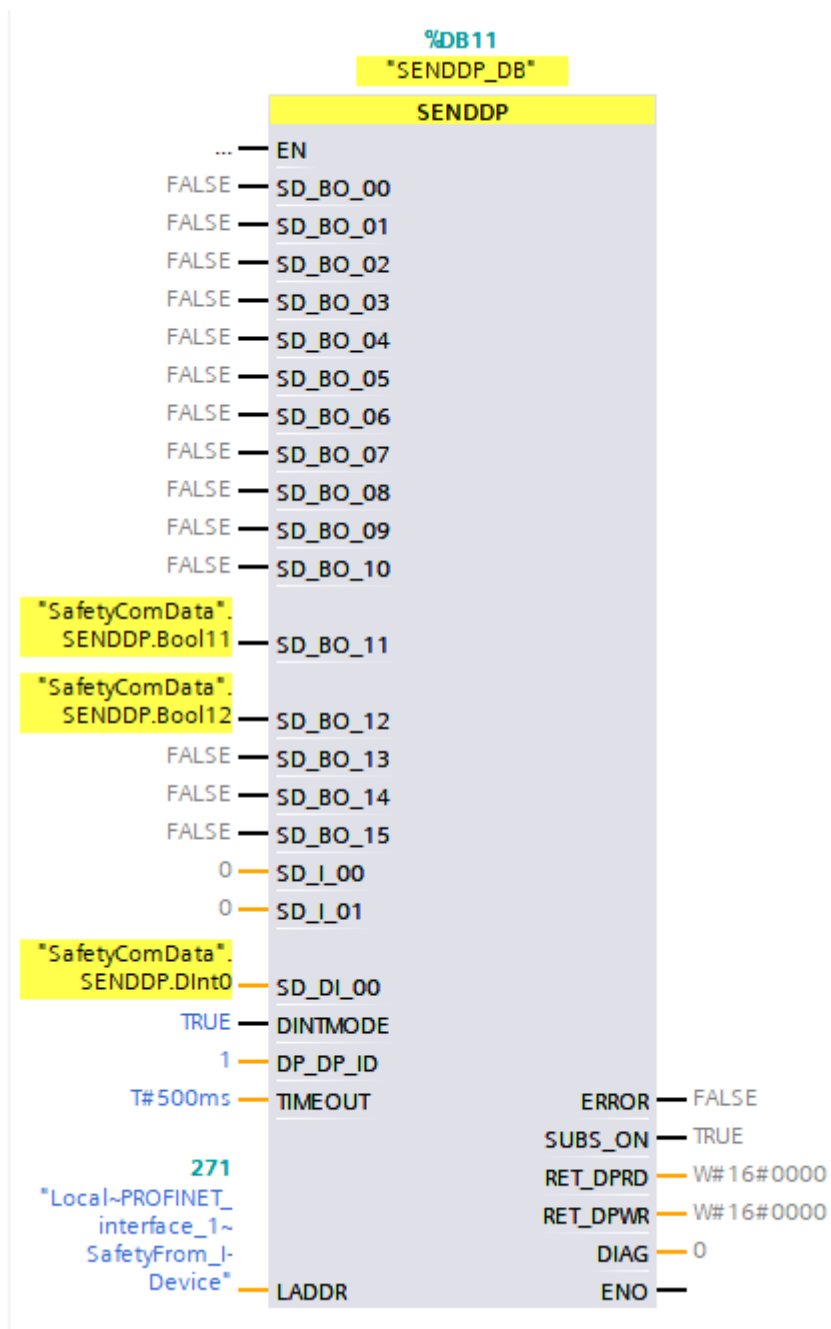 %DB11
"SENDDP_DB"
SENDDP
... EN
FALSE SD_BO_00
FALSE SD_BO_01
FALSE SD_BO_02
FALSE SD_BO_03
FALSE SD_BO_04
FALSE SD_BO_05
FALSE SD_BO_06
FALSE SD_BO_07
FALSE SD_BO_08
FALSE SD_BO_09
FALSE SD_BO_10
"SafetyComData".
SENDDP.Bool11 SD_BO_11
"SafetyComData".
SENDDP.Bool12 SD_BO_12
FALSE SD_BO_13
FALSE SD_BO_14
FALSE SD_BO_15
0 SD_I_00
0 SD_I_01
"SafetyComData".
SENDDP.DInt0 SD_DI_00
TRUE DINTMODE
1 DP_DP_ID
T#500ms TIMEOUT ERROR FALSE
SUBS_ON TRUE
271 RET_DPRD W#16#0000
"Local~PROFINET_
interface_1~ RET_DPWR W#16#0000
SafetyFrom_I- DIAG 0
Device" LADDR ENO